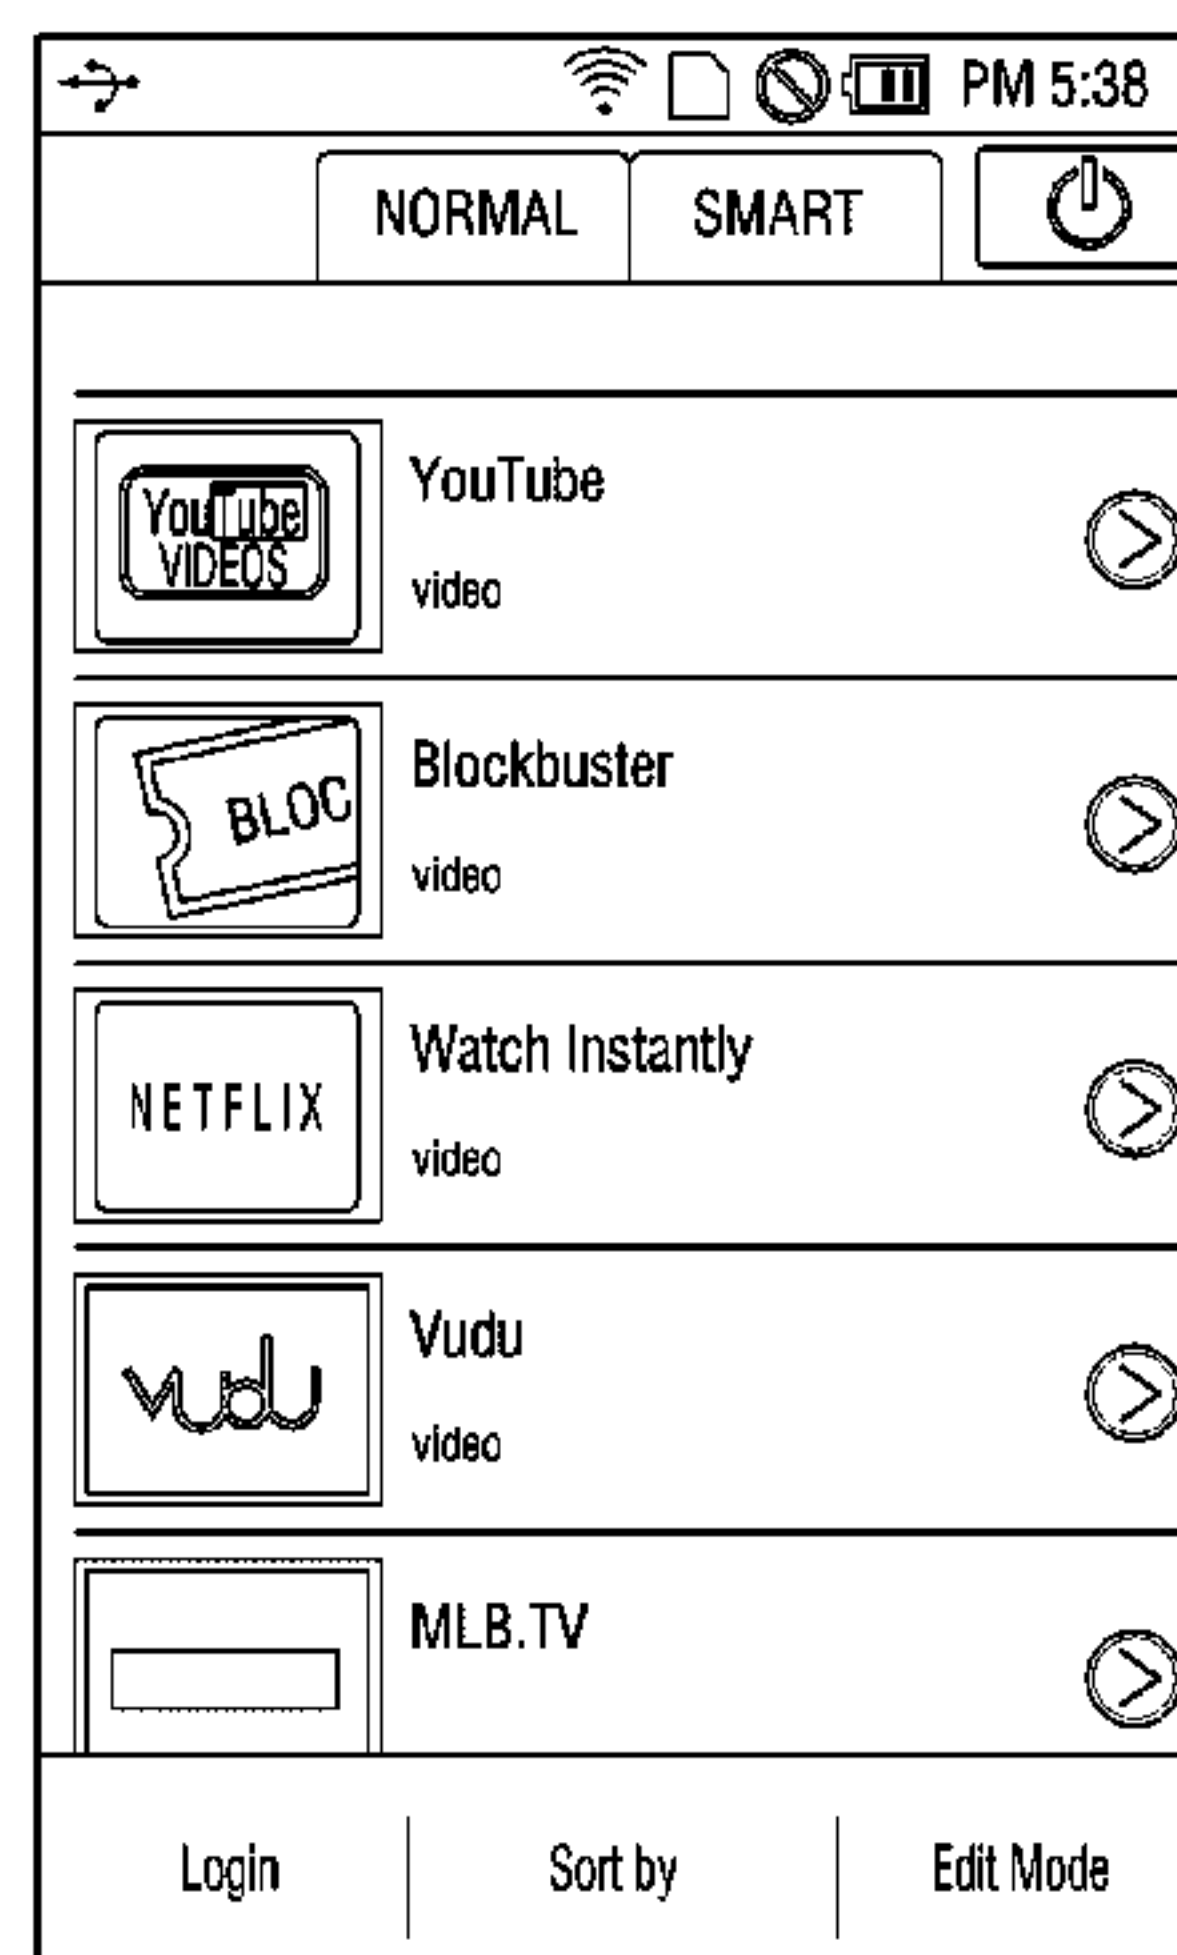 PM 5:38
NORMAL SMART
YouTube
VIDEOS
YouTube
video
BLOC
Blockbuster
video
NETFLIX
Watch Instantly
video
vudu
Vudu
video
MLB.TV
Login Sort by Edit Mode